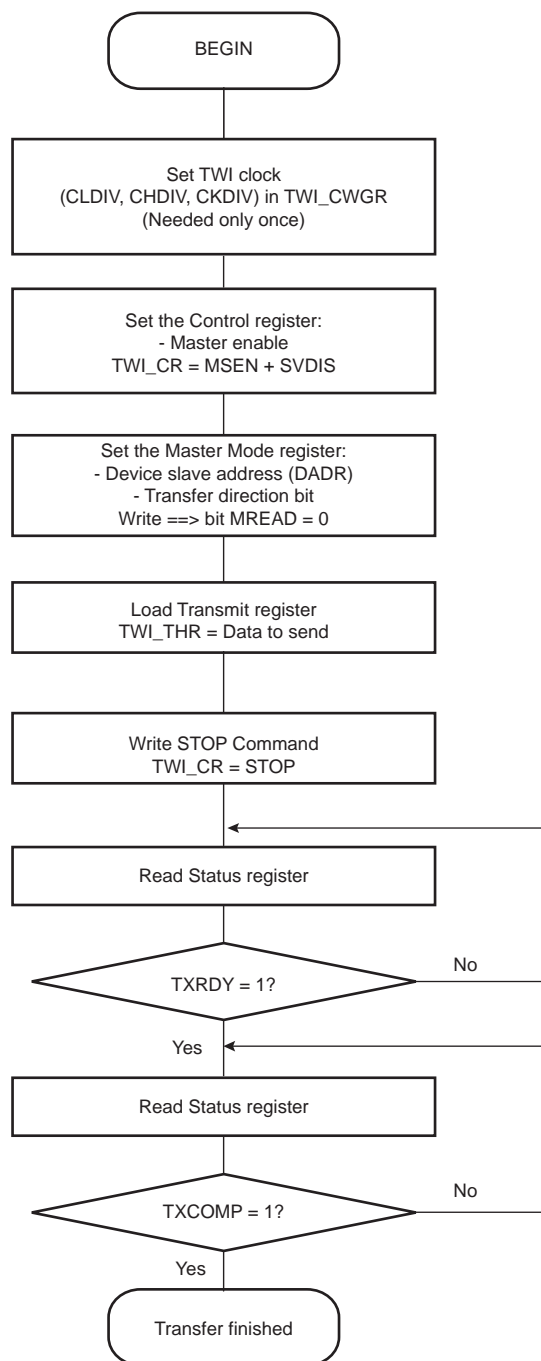 BEGIN
Set TWI clock
(CLDIV, CHDIV, CKDIV) in TWI_CWGR
(Needed only once)
Set the Control register:
- Master enable
TWI_CR = MSEN + SVDIS
Set the Master Mode register:
- Device slave address (DADR)
- Transfer direction bit
Write ==> bit MREAD = 0
Load Transmit register
TWI_THR = Data to send
Write STOP Command
TWI_CR = STOP
Read Status register
No
TXRDY = 1?
Yes
Read Status register
No
TXCOMP = 1?
Yes
Transfer finished